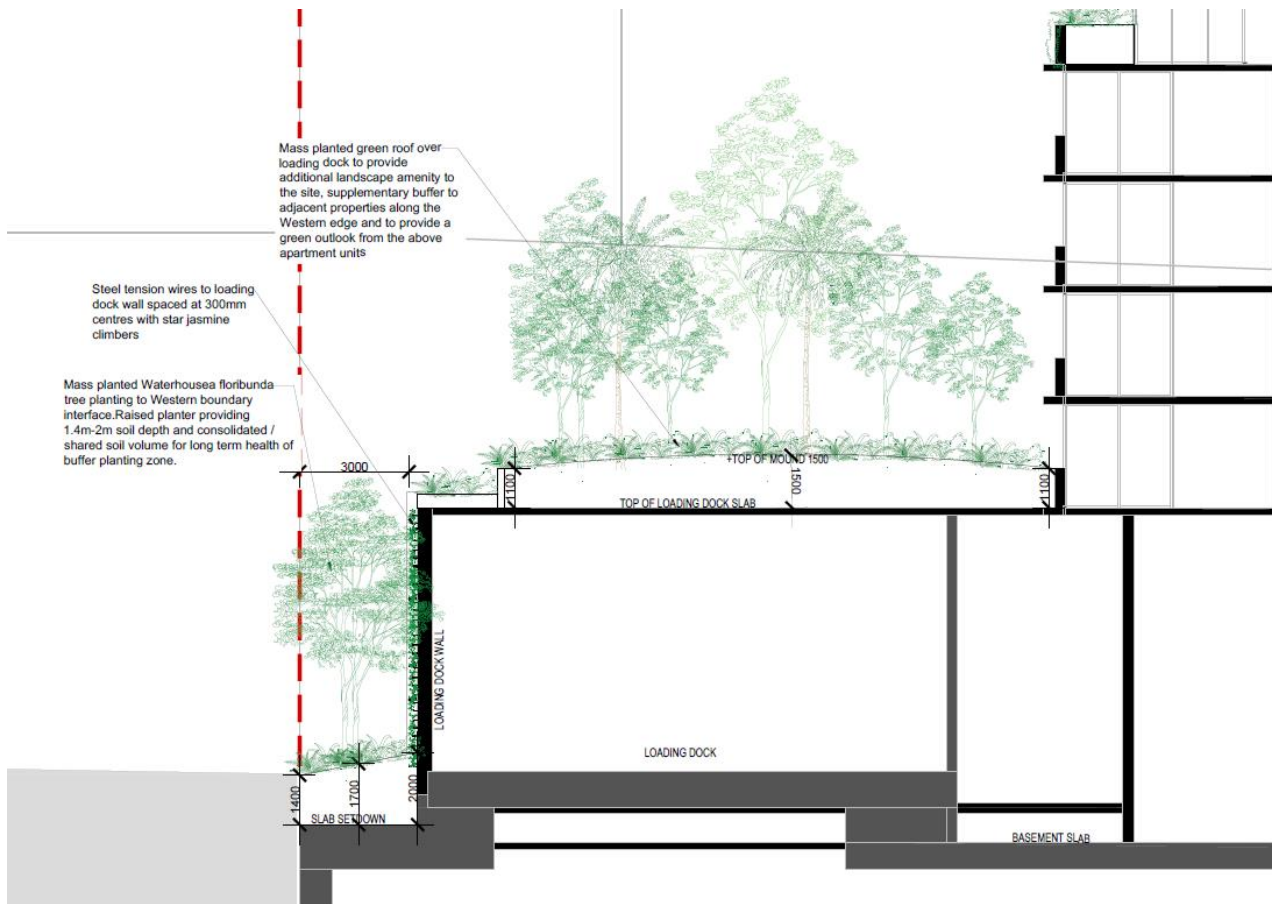 Mass planted green roof over
loading dock to provide
additional landscape amenity to
the site, supplementary buffer to
adjacent properties along the
Western edge and to provide a
green outlook from the above
apartment units
Steel tension wires to loading
dock wall spaced at 300mm
centres with star jasmine
climbers
Mass planted Waterhousea floribunda
tree planting to Western boundary
interface.Raised planter providing
1.4m-2m soil depth and consolidated /
shared soil volume for long term health of
buffer planting zone.
3000
+TOP OF MOUND 1500
1100
1500
1100
TOP OF LOADING DOCK SLAB
LOADING DOCK WALL
LOADING DOCK
1400
1700
2000
SLAB SETDOWN
BASEMENT SLAB